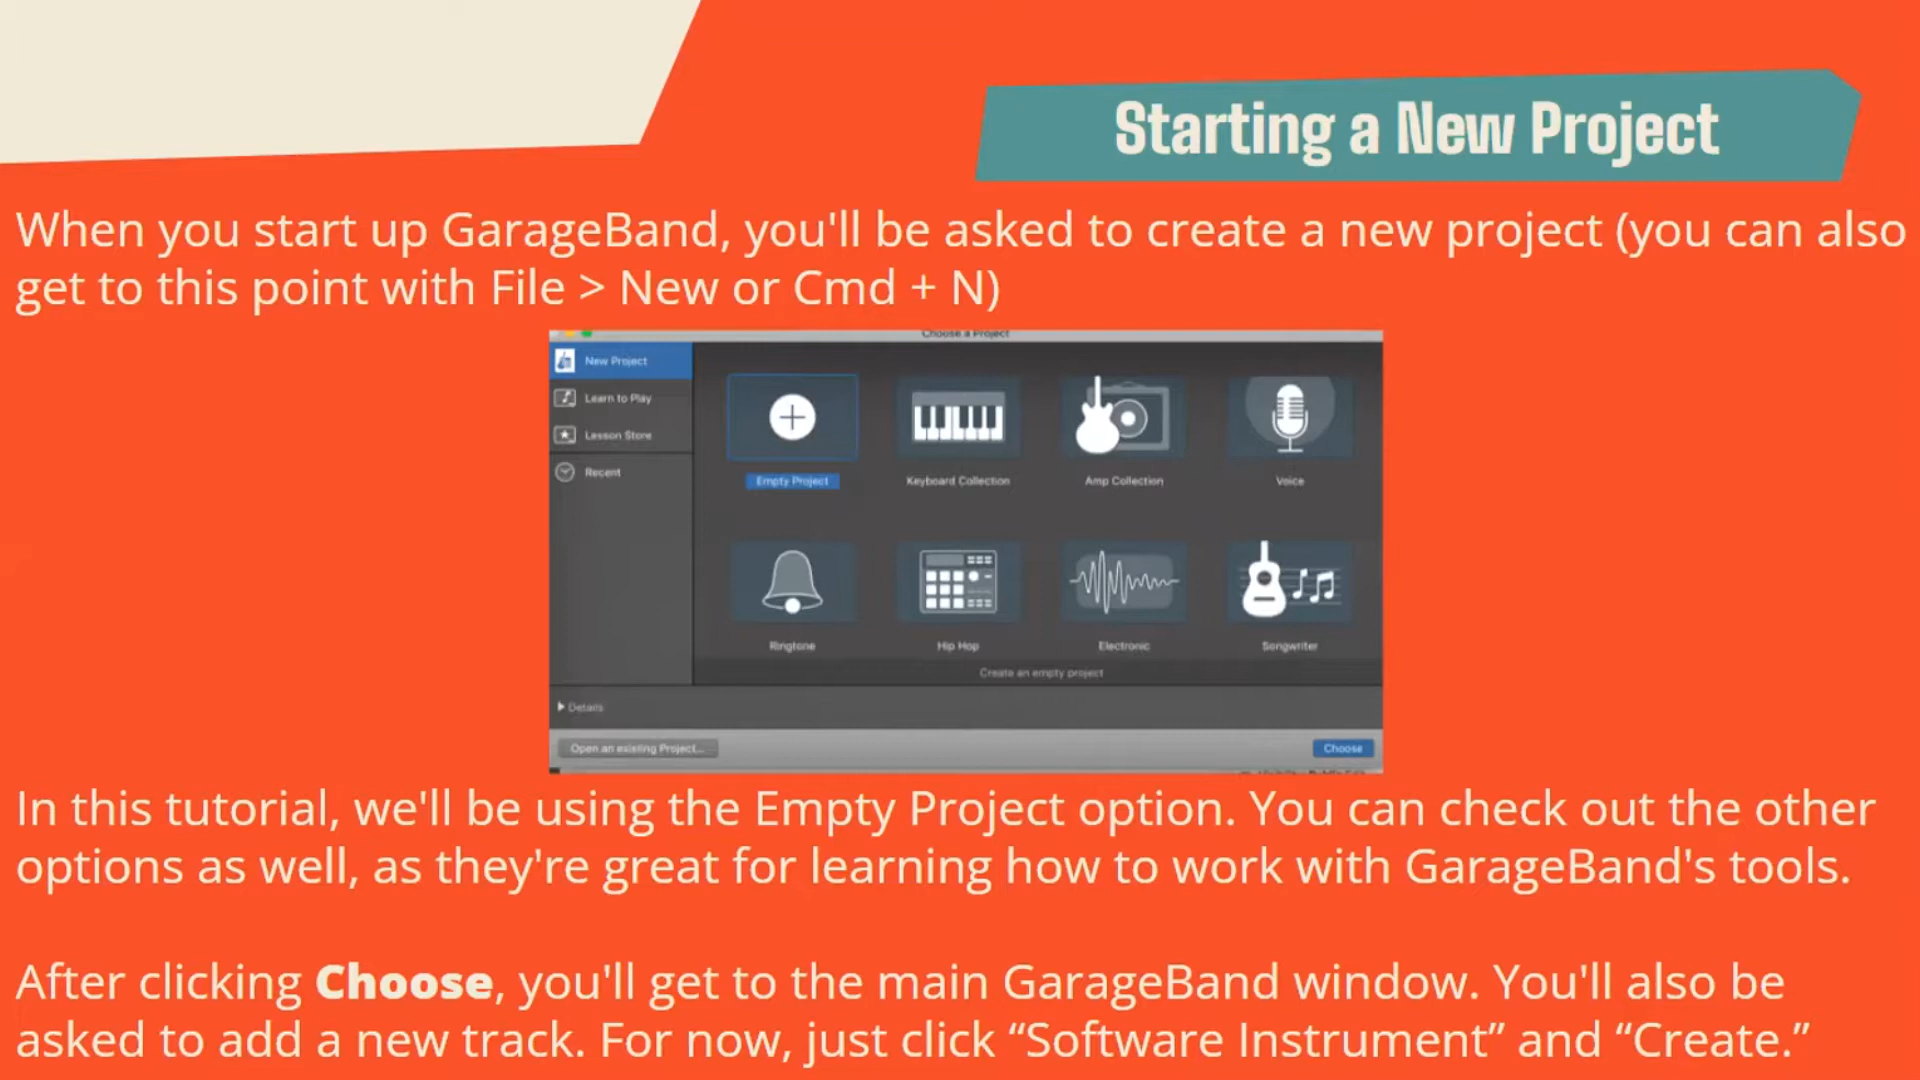 Starting a New Project
When you start up GarageBand, you'll be asked to create a new project (you can also
get to this point with File > New or Cmd + N)
Choose a Project
New Project
Learn to Play
Lesson Store
Recent
Empty Project
Keyboard Collection
Amp Collection
Voice
Ringtone
Hip Hop
Electronic
Songwriter
Create an empty project
Details
Open an existing Project...
Choose
In this tutorial, we'll be using the Empty Project option. You can check out the other
options as well, as they're great for learning how to work with GarageBand's tools.
After clicking Choose, you'll get to the main GarageBand window. You'll also be
asked to add a new track. For now, just click “Software Instrument” and “Create.”